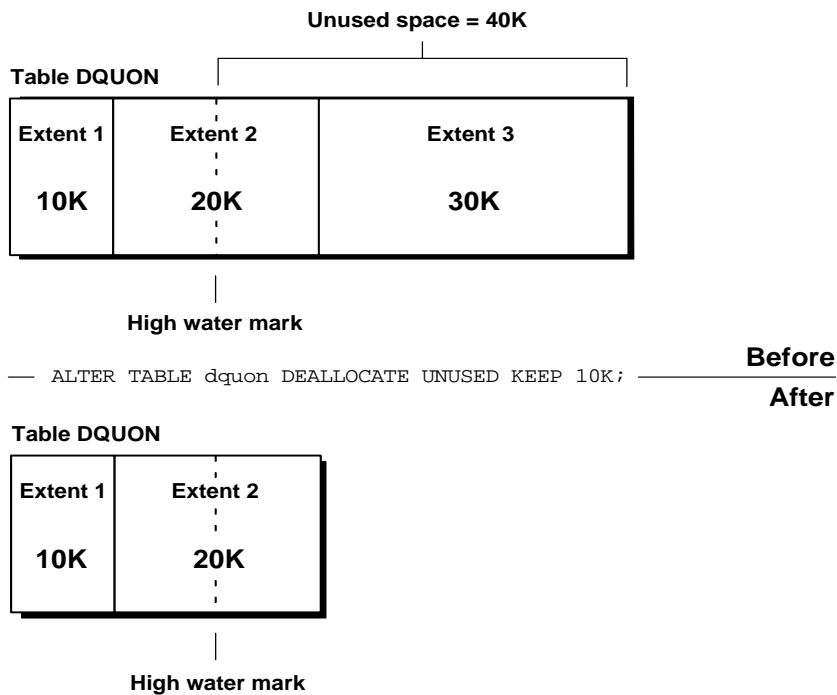 Unused space = 40K
Table DQUON
Extent 1 Extent 2 Extent 3
10K 20K 30K
High water mark
Before
ALTER TABLE dquon DEALLOCATE UNUSED KEEP 10K;
After
Table DQUON
Extent 1 Extent 2
10K 20K
High water mark